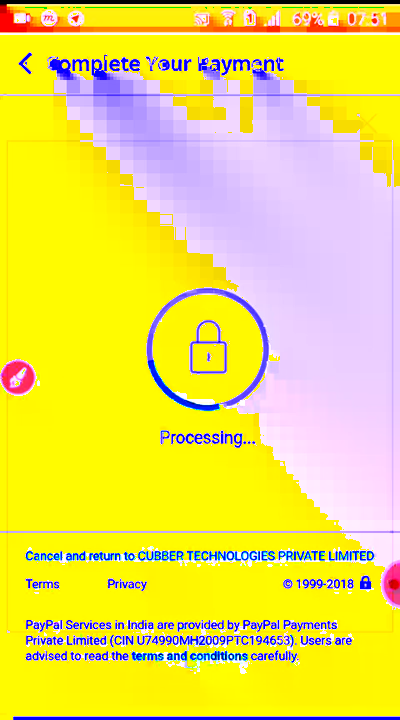 69% 07:51
Complete Your Payment
Processing...
Cancel and return to CUBBER TECHNOLOGIES PRIVATE LIMITED
Terms Privacy © 1999-2018
PayPal Services in India are provided by PayPal Payments
Private Limited (CIN U74990MH2009PTC194653). Users are
advised to read the terms and conditions carefully.